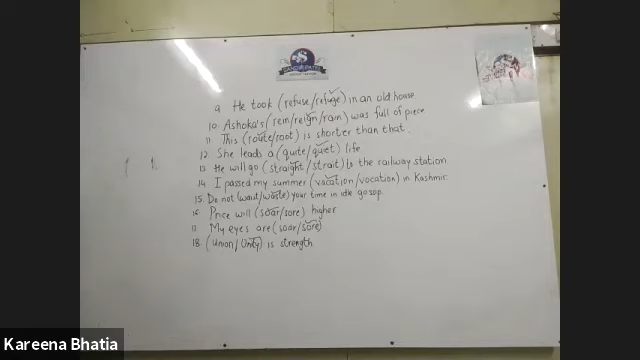 9. He took (refuse/refuge) in an old house
10. Ashoka's (rein/reign/rain) was full of piece
11. This (route/root) is shorter than that.
12. She leads a (quite/quiet) life
13. He will go (straight/strait) to the railway station
14. I passed my summer (vacation/vocation) in Kashmir.
15. Do not (waist/waste) your time in idle gosop.
16. Price will (soar/sore) higher
17. My eyes are (soar/sore)
18. (Union/Unity) is strength
Kareena Bhatia